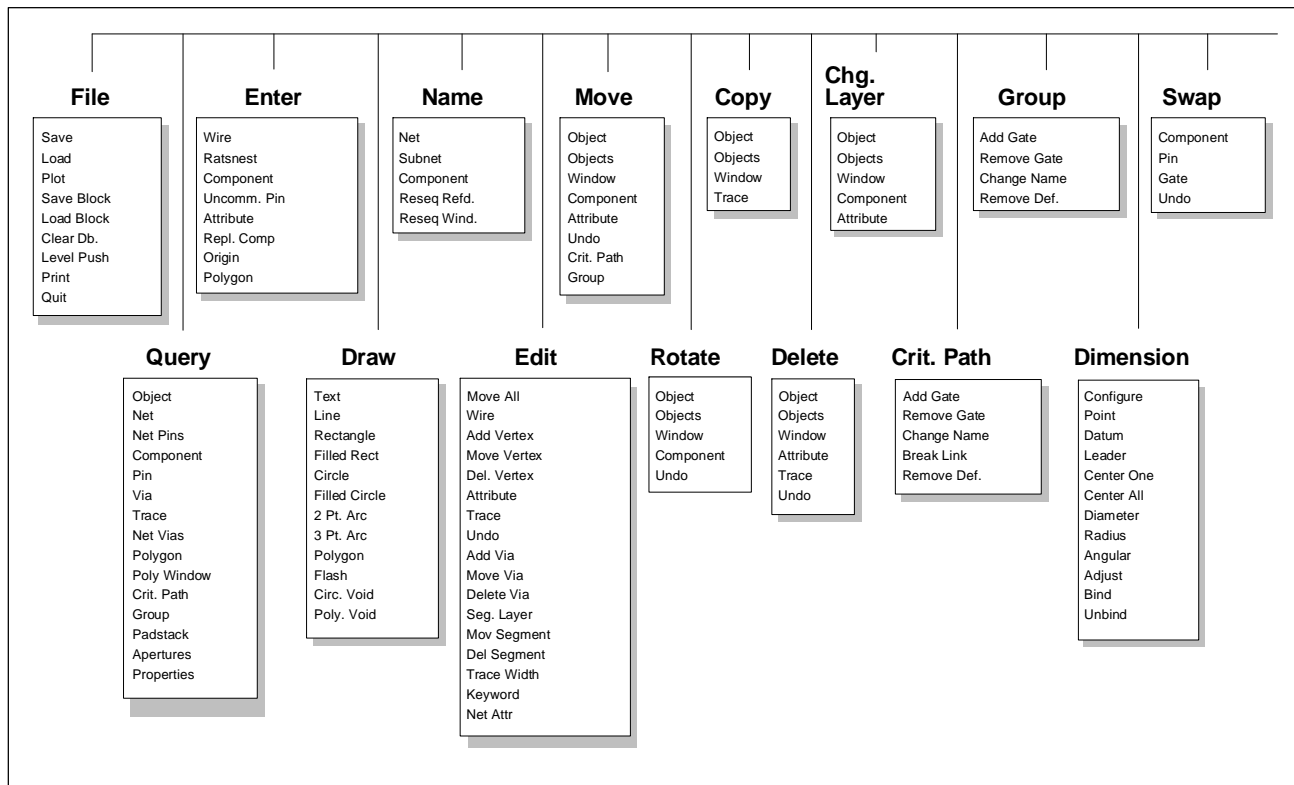 File
Save
Load
Plot
Save Block
Load Block
Clear Db.
Level Push
Print
Quit
Enter
Wire
Ratsnest
Component
Uncomm. Pin
Attribute
Repl. Comp
Origin
Polygon
Name
Net
Subnet
Component
Reseq Refd.
Reseq Wind.
Move
Object
Objects
Window
Component
Attribute
Undo
Crit. Path
Group
Copy
Object
Objects
Window
Trace
Chg.
Layer
Object
Objects
Window
Component
Attribute
Group
Add Gate
Remove Gate
Change Name
Remove Def.
Swap
Component
Pin
Gate
Undo
Query
Object
Net
Net Pins
Component
Pin
Via
Trace
Net Vias
Polygon
Poly Window
Crit. Path
Group
Padstack
Apertures
Properties
Draw
Text
Line
Rectangle
Filled Rect
Circle
Filled Circle
2 Pt. Arc
3 Pt. Arc
Polygon
Flash
Circ. Void
Poly. Void
Edit
Move All
Wire
Add Vertex
Move Vertex
Del. Vertex
Attribute
Trace
Undo
Add Via
Move Via
Delete Via
Seg. Layer
Mov Segment
Del Segment
Trace Width
Keyword
Net Attr
Rotate
Object
Objects
Window
Component
Undo
Delete
Object
Objects
Window
Attribute
Trace
Undo
Crit. Path
Add Gate
Remove Gate
Change Name
Break Link
Remove Def.
Dimension
Configure
Point
Datum
Leader
Center One
Center All
Diameter
Radius
Angular
Adjust
Bind
Unbind